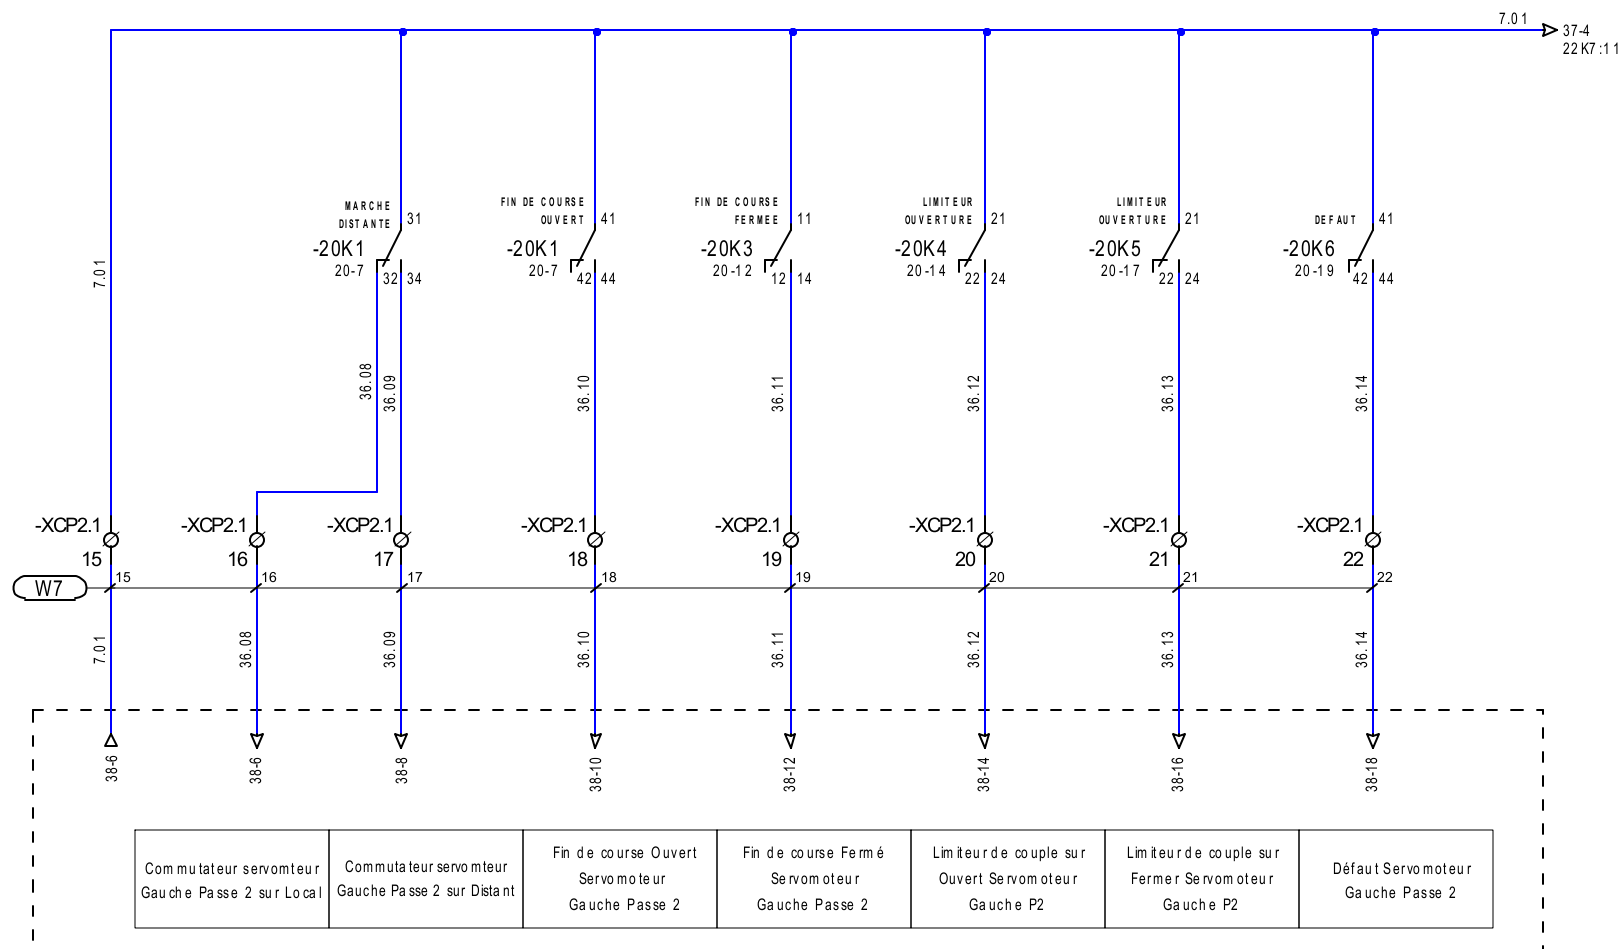 7.01
37-4
22K7:11
MARCHE
DISTANTE
31
-20K1
20-7
32 34
FIN DE COURSE
OUVERT
41
-20K1
20-7
42 44
FIN DE COURSE
FERMEE
11
-20K3
20-12
12 14
LIMITEUR
OUVERTURE
21
-20K4
20-14
22 24
LIMITEUR
OUVERTURE
21
-20K5
20-17
22 24
DEFAUT
41
-20K6
20-19
42 44
7.01
36.08
36.09
36.10
36.11
36.12
36.13
36.14
-XCP2.1
15
-XCP2.1
16
-XCP2.1
17
-XCP2.1
18
-XCP2.1
19
-XCP2.1
20
-XCP2.1
21
-XCP2.1
22
W7
15
16
17
18
19
20
21
22
7.01
36.08
36.09
36.10
36.11
36.12
36.13
36.14
38-6
38-6
38-8
38-10
38-12
38-14
38-16
38-18
Commutateur servomteur
Gauche Passe 2 sur Local
Commutateur servomteur
Gauche Passe 2 sur Distant
Fin de course Ouvert
Servomoteur
Gauche Passe 2
Fin de course Fermé
Servomoteur
Gauche Passe 2
Limiteur de couple sur
Ouvert Servomoteur
Gauche P2
Limiteur de couple sur
Fermer Servomoteur
Gauche P2
Défaut Servomoteur
Gauche Passe 2